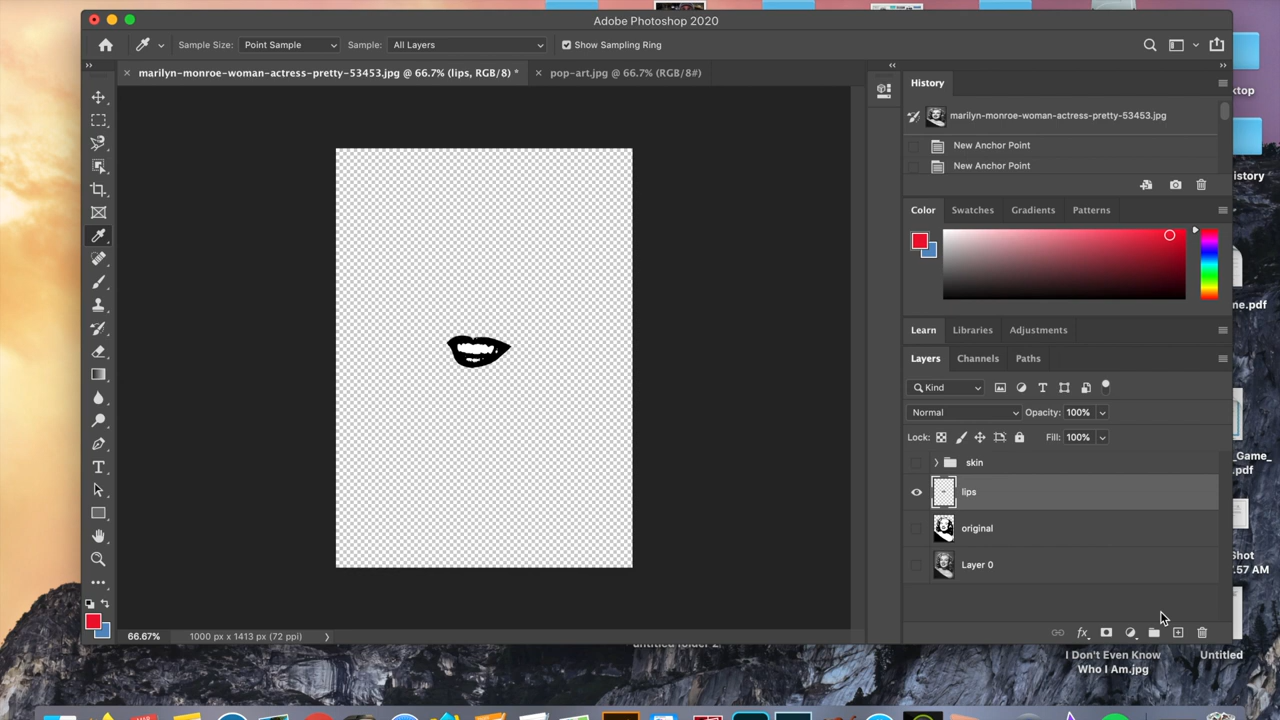 Adobe Photoshop 2020
Sample Size: Point Sample Sample: All Layers Show Sampling Ring
marilyn-monroe-woman-actress-pretty-53453.jpg @ 66.7% (lips, RGB/8) *
pop-art.jpg @ 66.7% (RGB/8#)
History
marilyn-monroe-woman-actress-pretty-53453.jpg
New Anchor Point
New Anchor Point
Color Swatches Gradients Patterns
Learn Libraries Adjustments
Layers Channels Paths
Kind
Normal Opacity: 100%
Lock: Fill: 100%
skin
lips
original
Layer 0
66.67% 1000 px x 1413 px (72 ppi)
ktop
istory
me.pdf
_Game_
.pdf
Shot
.57 AM
untitled folder 2
I Don't Even Know
Who I Am.jpg
Untitled